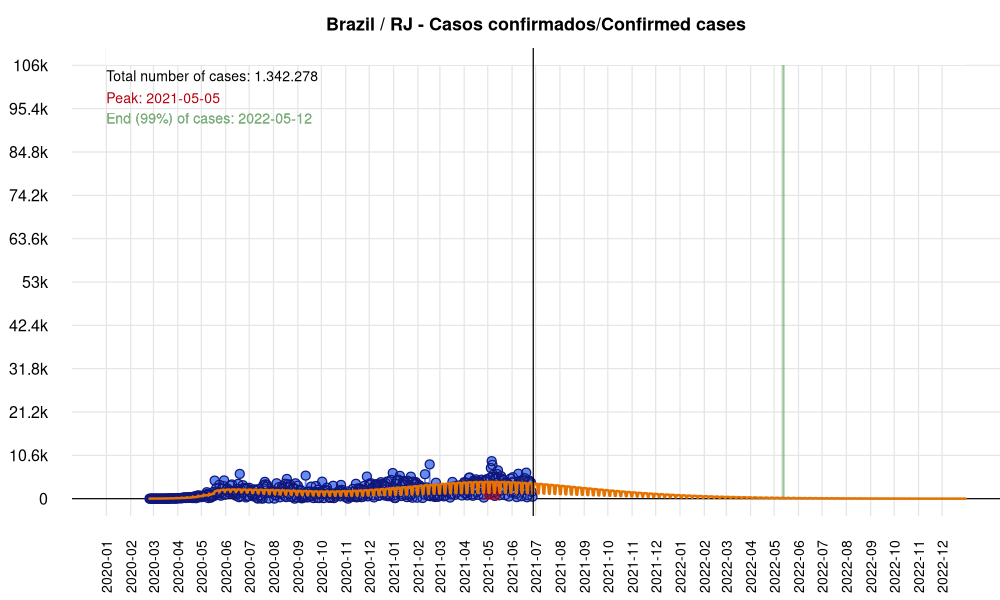 Brazil / RJ - Casos confirmados/Confirmed cases
106k
Total number of cases: 1.342.278
Peak: 2021-05-05
95.4k
End (99%) of cases: 2022-05-12
84.8k
74.2k
63.6k
53k
42.4k
31.8k
21.2k
10.6k
0
2020-01
2020-02
2020-03
2020-04
2020-05
2020-06
2020-07
2020-08
2020-09
2020-10
2020-11
2020-12
2021-01
2021-02
2021-03
2021-04
2021-05
2021-06
2021-07
2021-08
2021-09
2021-10
2021-11
2021-12
2022-01
2022-02
2022-03
2022-04
2022-05
2022-06
2022-07
2022-08
2022-09
2022-10
2022-11
2022-12